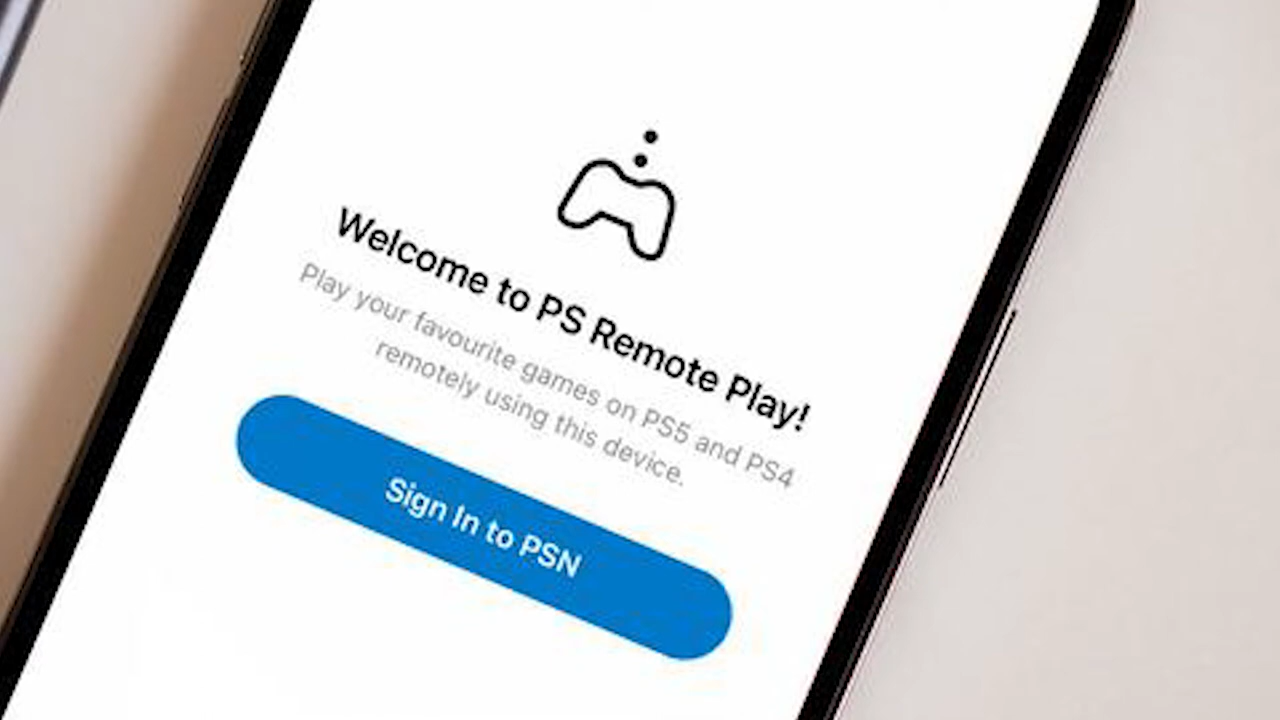 Welcome to PS Remote Play!
Play your favourite games on PS5 and PS4
remotely using this device.
Sign In to PSN